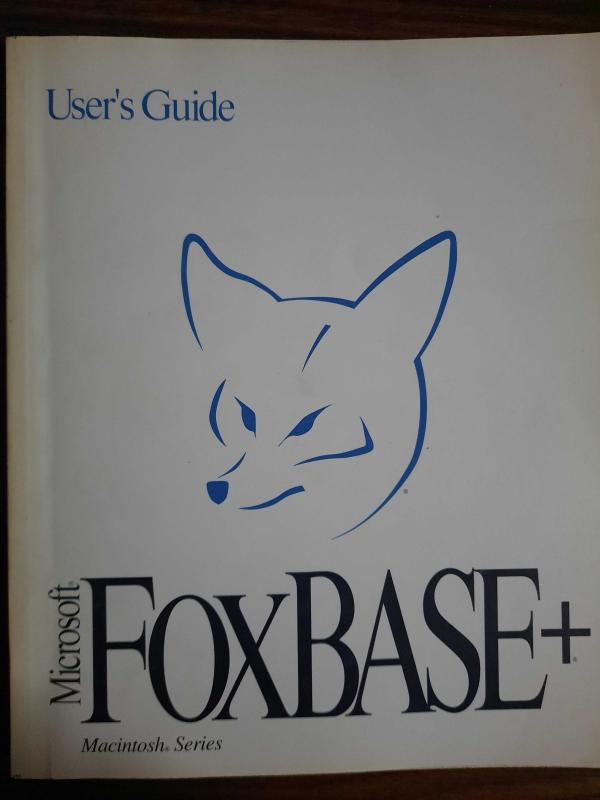 User's Guide
Microsoft®
FOXBASE+®
Macintosh® Series